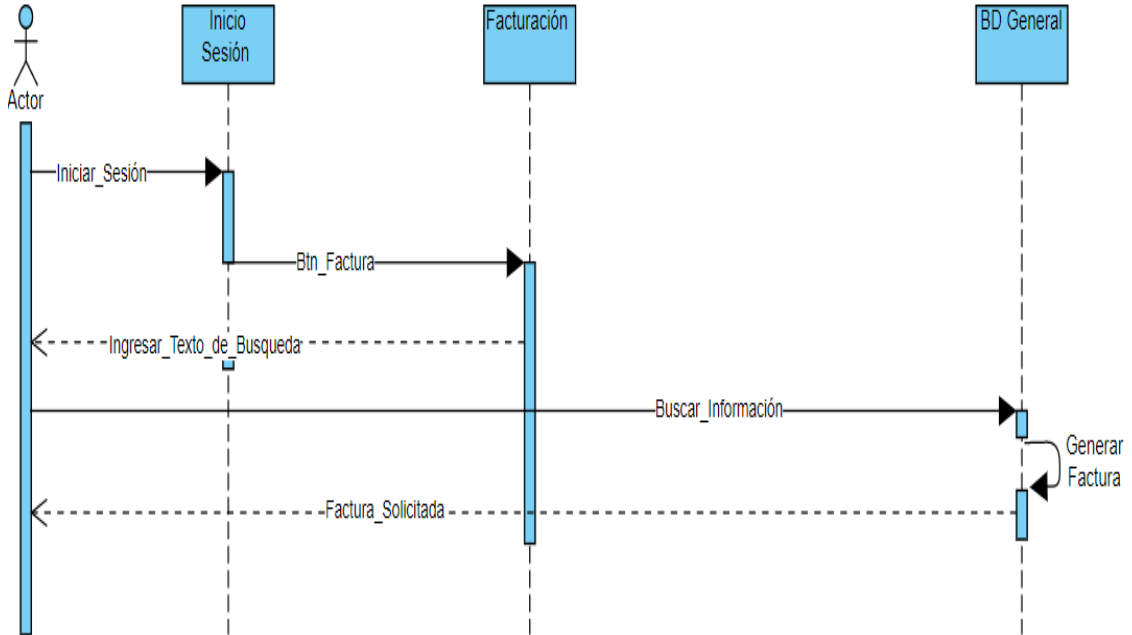 Inicio
Sesión
Facturación
BD General
Actor
Iniciar_Sesión
Btn_Factura
Ingresar_Texto_de_Busqueda
Buscar_Información
Generar
Factura
Factura_Solicitada